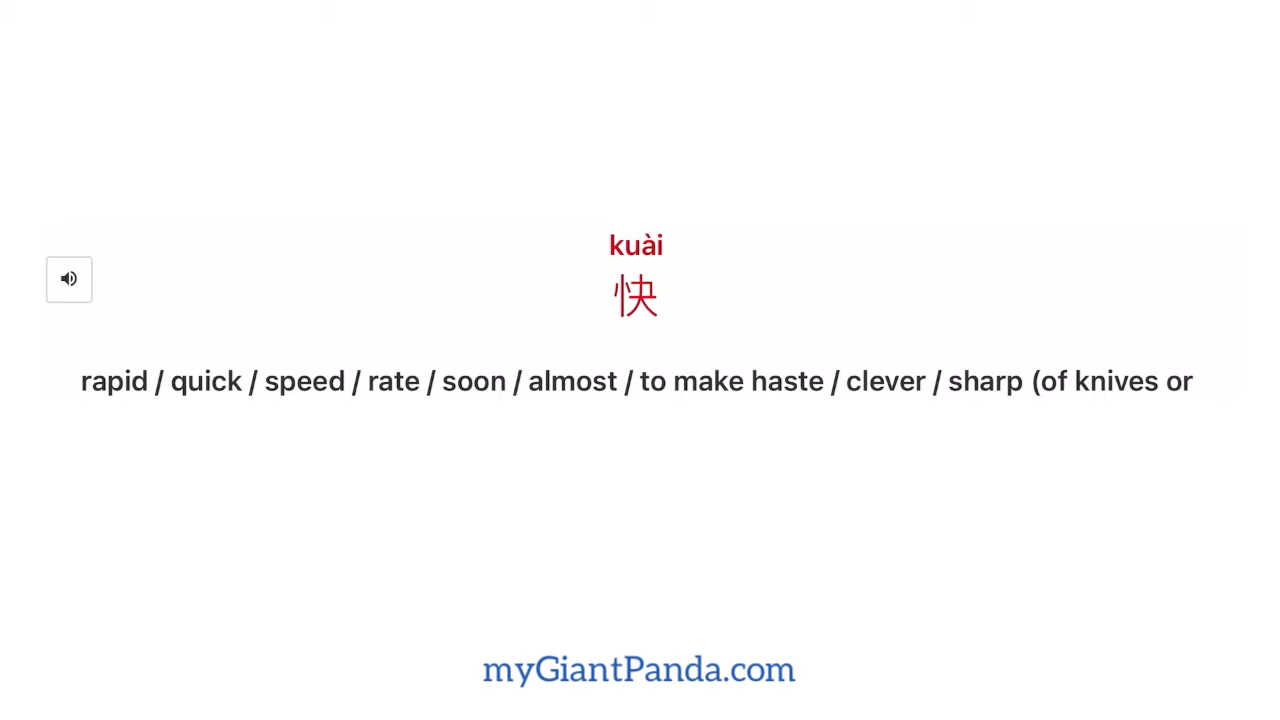 kuài
快
rapid / quick / speed / rate / soon / almost / to make haste / clever / sharp (of knives or
myGiantPanda.com